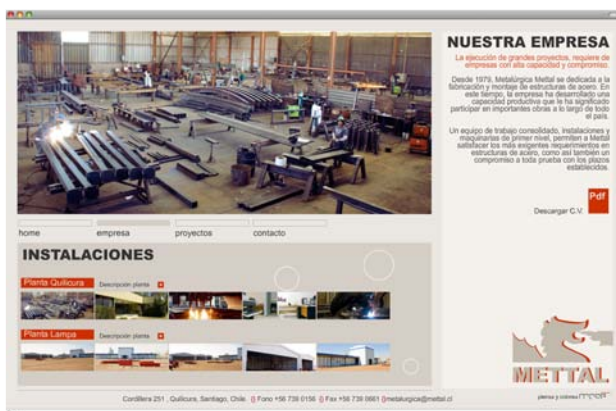 NUESTRA EMPRESA
La ejecución de grandes proyectos, requiere de
empresas con alta capacidad y compromiso.
Desde 1979, Metalúrgica Mettal se dedicada a la
fabricación y montaje de estructuras de acero. En
este tiempo, la empresa ha desarrollado una
capacidad productiva que le ha significado
participar en importantes obras a lo largo de todo
el país.
Un equipo de trabajo consolidado, instalaciones y
maquinarias de primer nivel, permiten a Mettal
satisfacer los más exigentes requerimientos en
estructuras de acero, como así también un
compromiso a toda prueba con los plazos
establecidos.
Pdf
Descargar C.V.
home empresa proyectos contacto
INSTALACIONES
Planta Quilicura Descripción planta
Planta Lampa Descripción planta
METTAL
Cordillera 251 , Quilicura, Santiago, Chile. () Fono +56 739 0156 () Fax +56 739 0661 ()metalurgica@mettal.cl